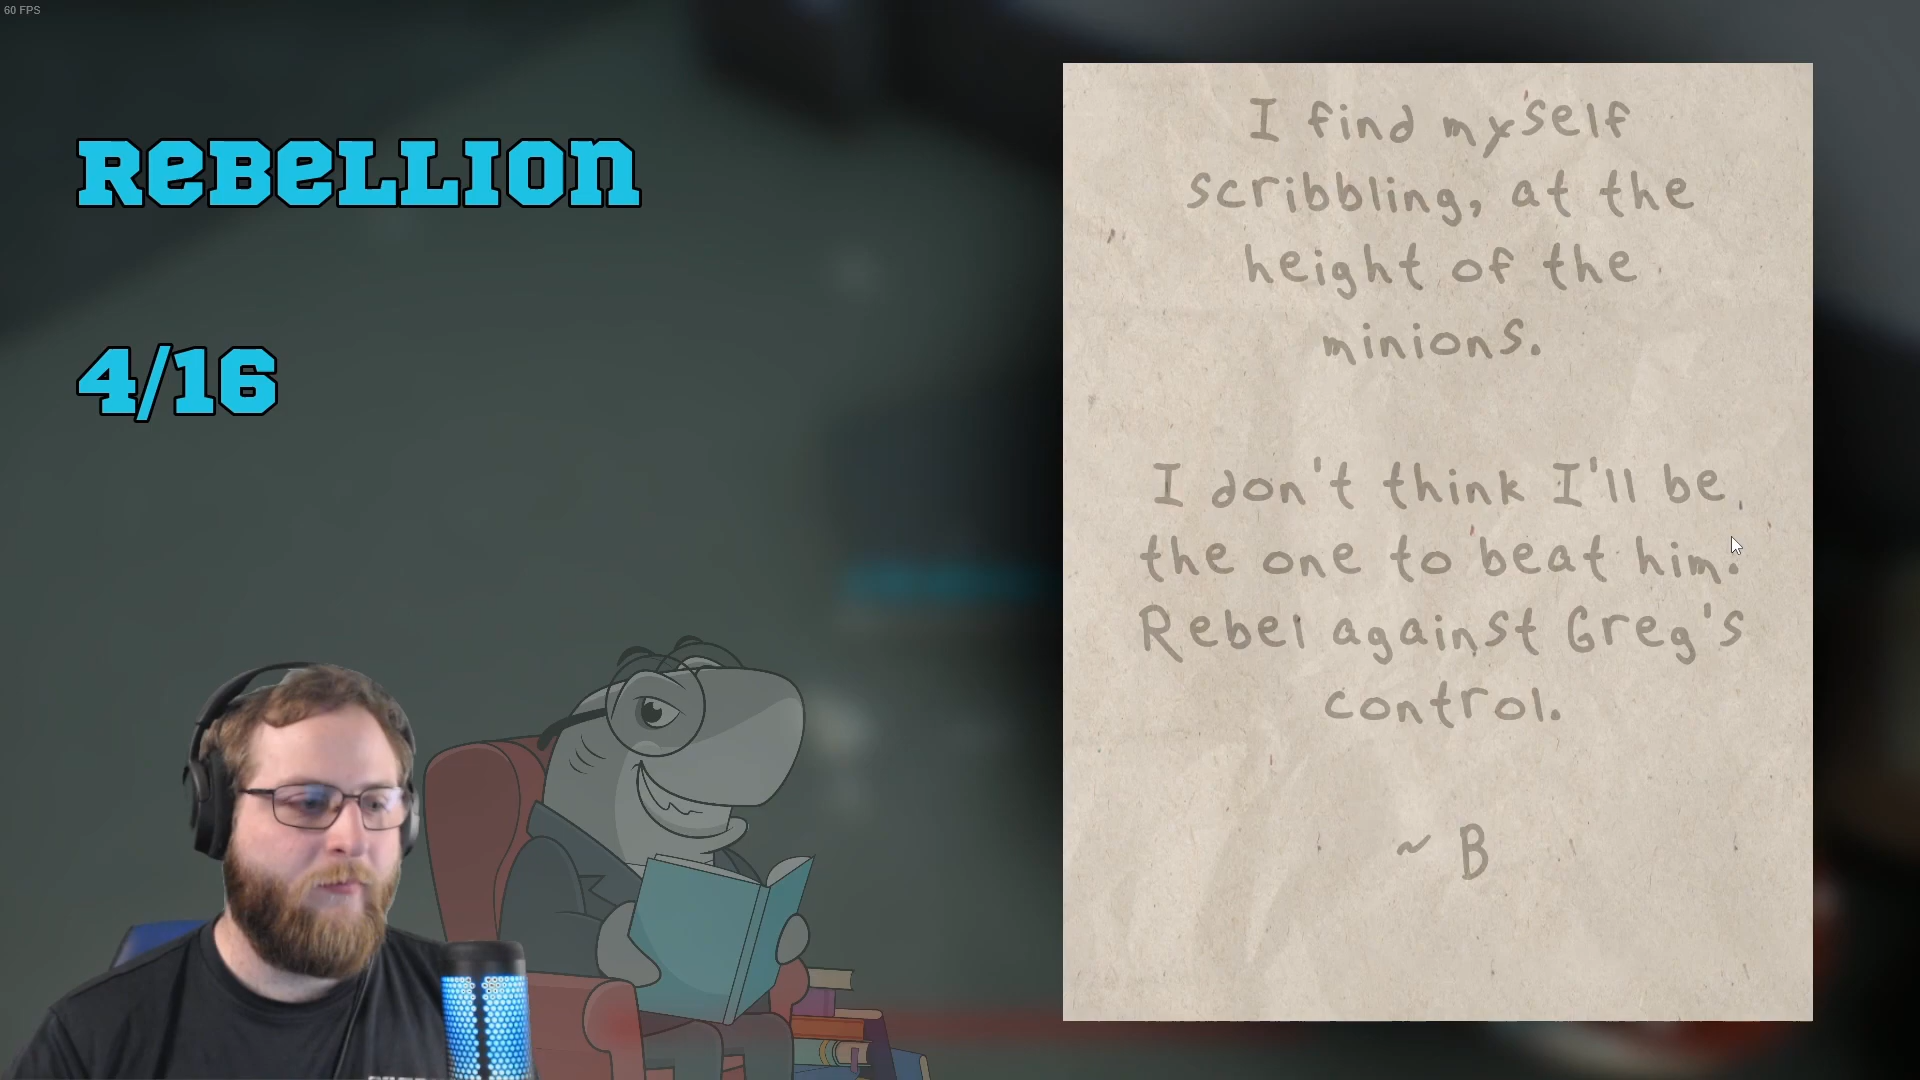 60 FPS
REBELLION
4/16
I find myself
scribbling, at the
height of the
minions.
I don't think I'll be
the one to beat him.
Rebel against Greg's
control.
~ B